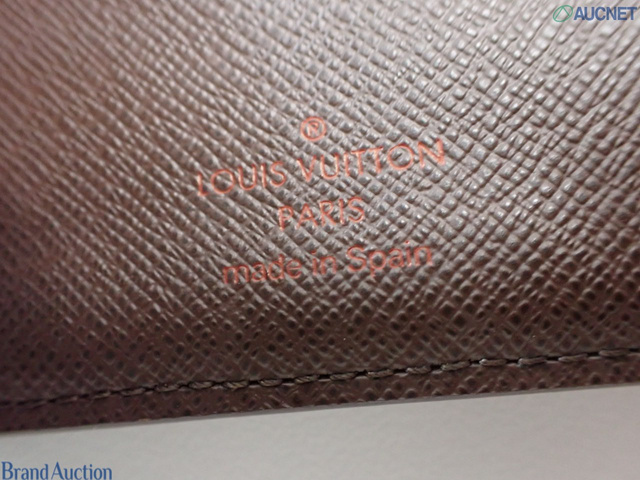 AUCNET
®
LOUIS VUITTON
PARIS
made in Spain
Brand Auction